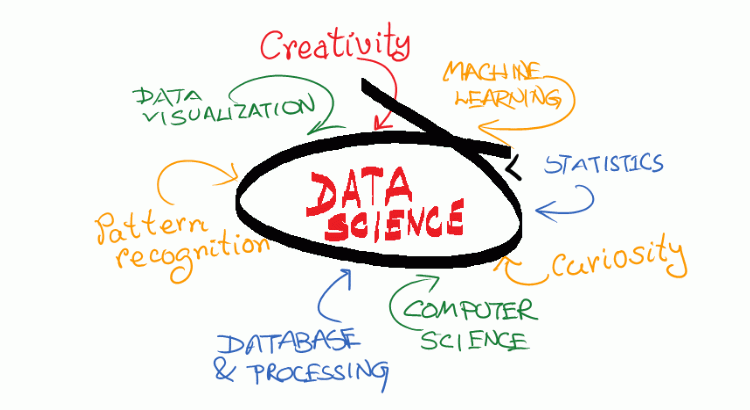 Creativity
MACHINE
LEARNING
DATA
VISUALIZATION
STATISTICS
DATA
SCIENCE
Pattern
recognition
Curiosity
COMPUTER
SCIENCE
DATABASE
& PROCESSING